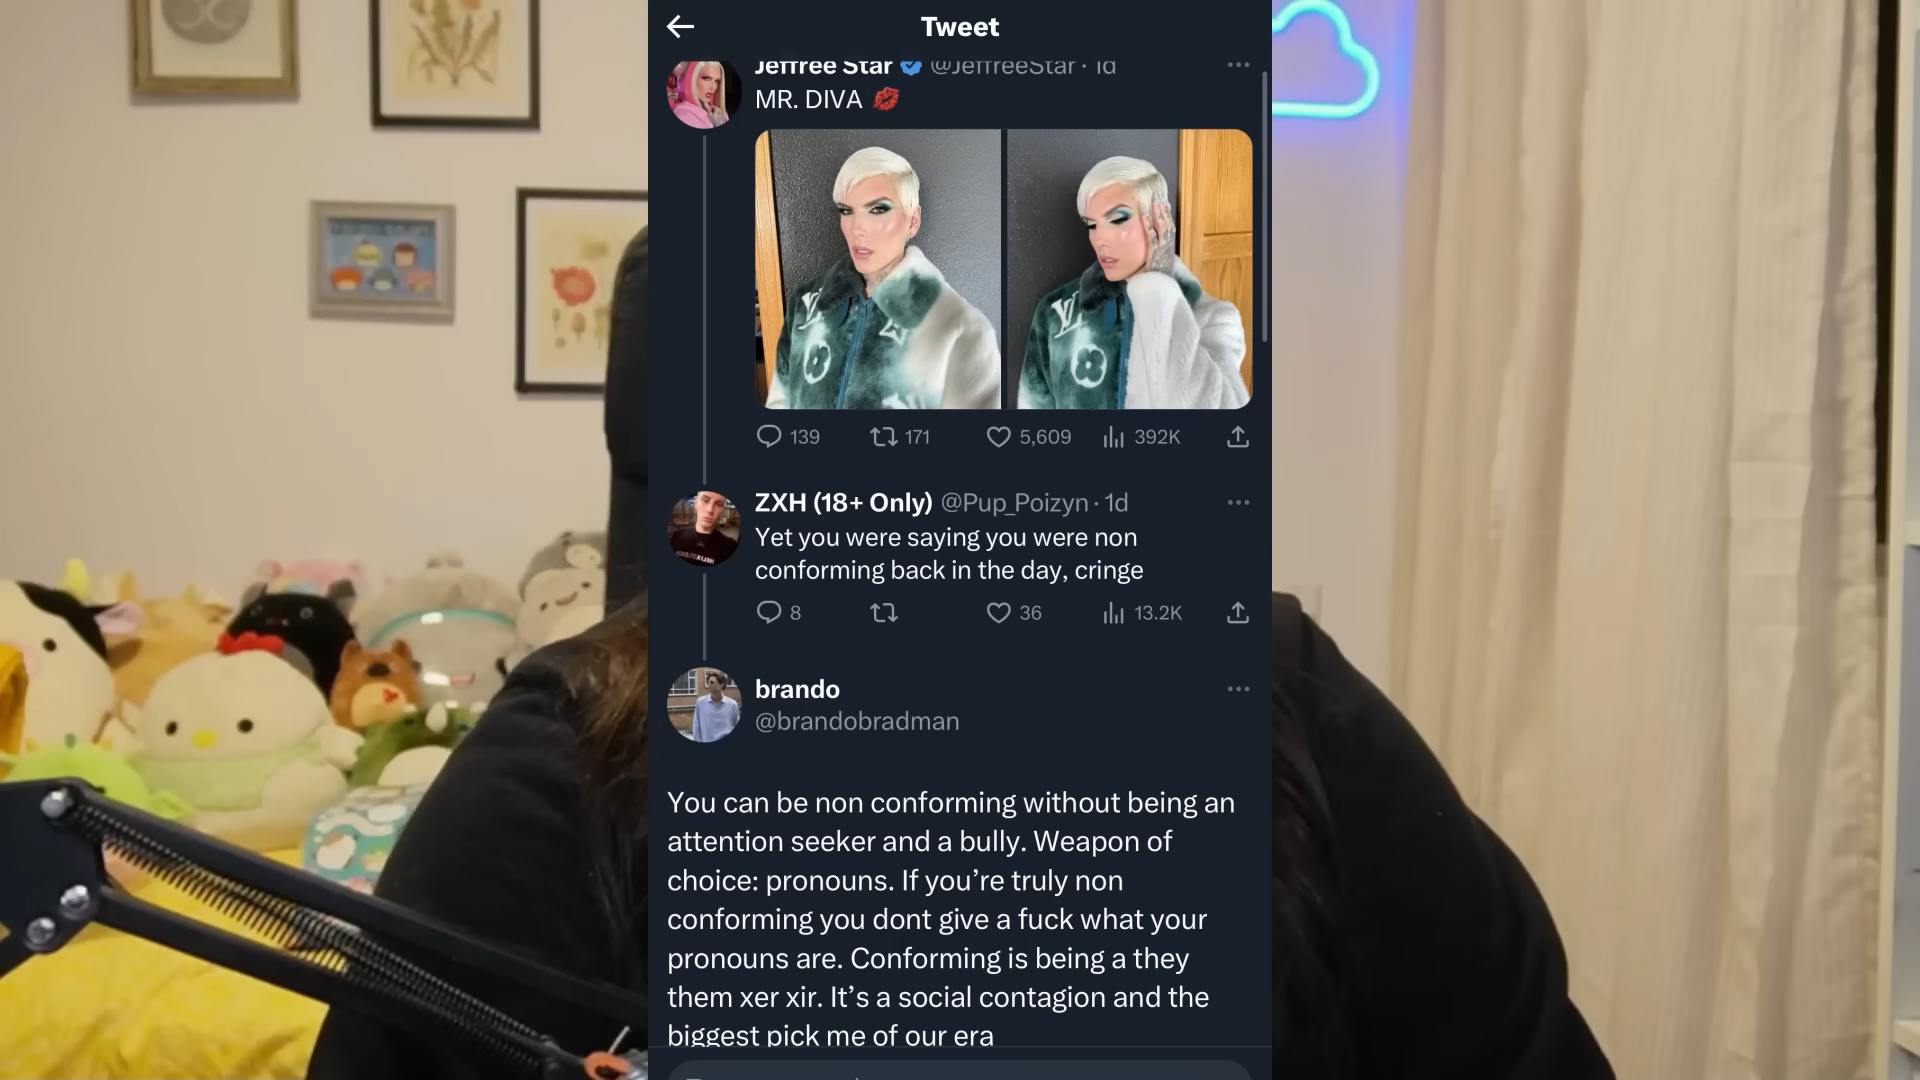 Tweet
Jeffree Star @JeffreeStar · 1d
MR. DIVA 💋
139 171 5,609 392K
ZXH (18+ Only) @Pup_Poizyn · 1d
Yet you were saying you were non
conforming back in the day, cringe
8 36 13.2K
brando
@brandobradman
You can be non conforming without being an
attention seeker and a bully. Weapon of
choice: pronouns. If you’re truly non
conforming you dont give a fuck what your
pronouns are. Conforming is being a they
them xer xir. It’s a social contagion and the
biggest pick me of our era